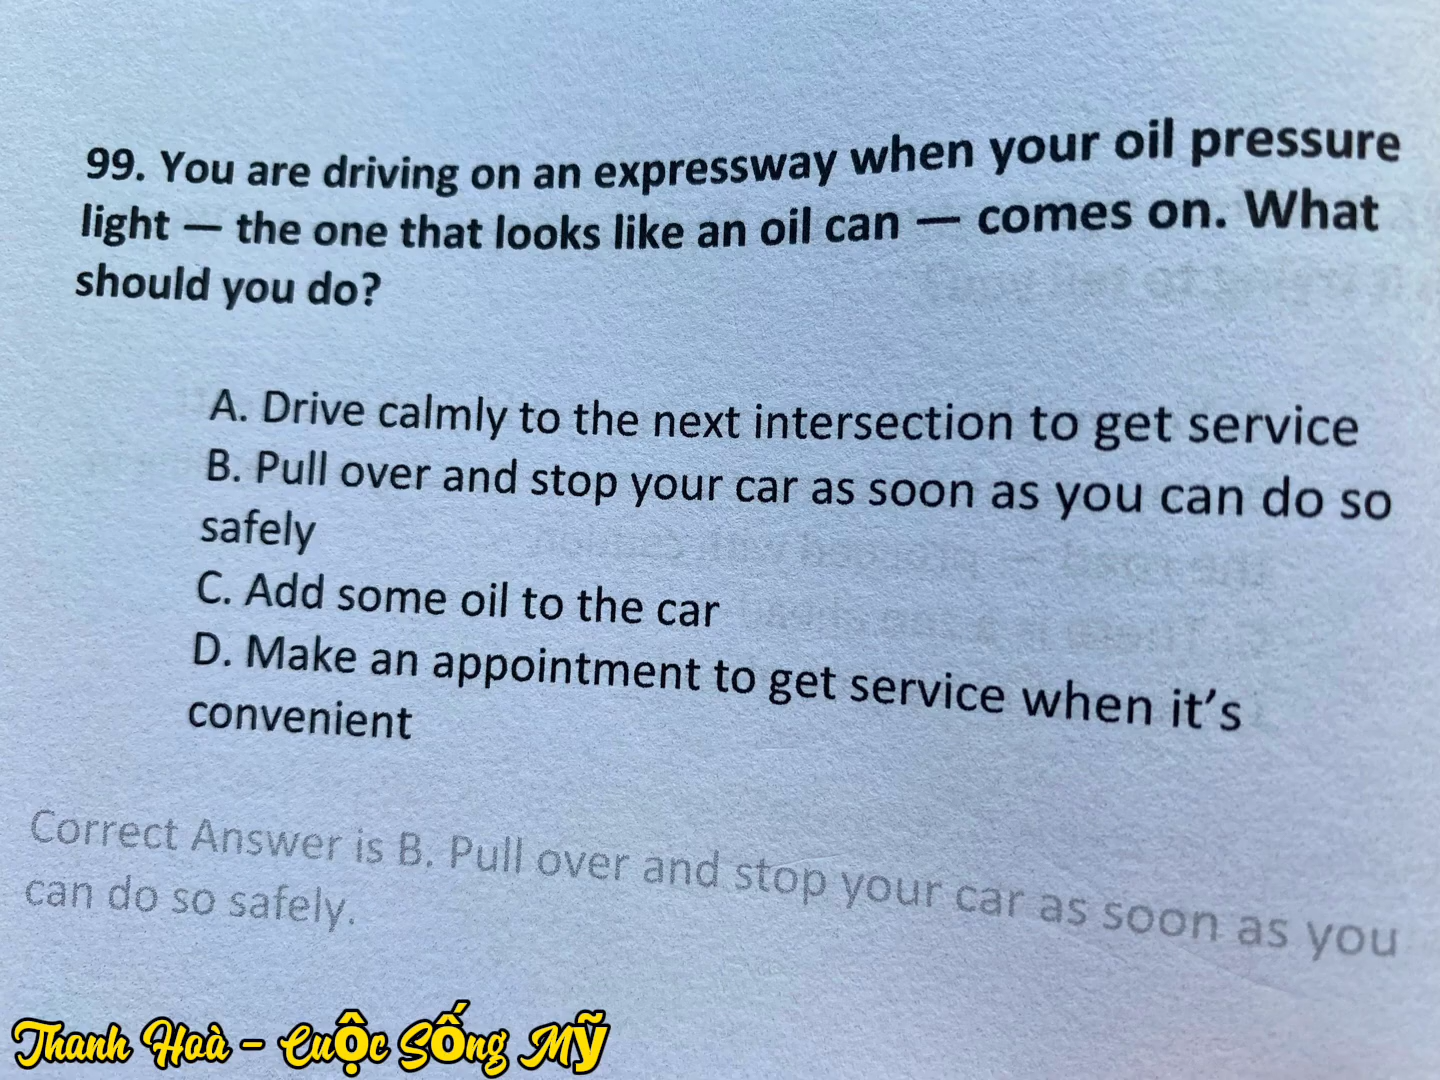 99. You are driving on an expressway when your oil pressure
light — the one that looks like an oil can — comes on. What
should you do?
A. Drive calmly to the next intersection to get service
B. Pull over and stop your car as soon as you can do so
safely
C. Add some oil to the car
D. Make an appointment to get service when it's
convenient
Correct Answer is B. Pull over and stop your car as soon as you
can do so safely.
Thanh Hoà - Cuộc Sống Mỹ